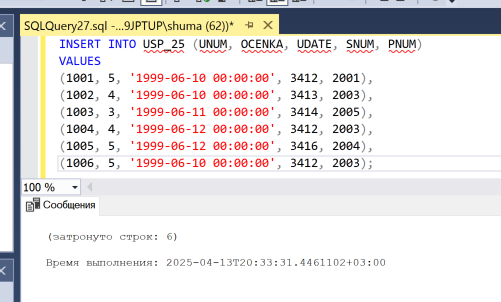 SQLQuery27.sql - ...9JPTUP\shuma (62))*
INSERT INTO USP_25 (UNUM, OCENKA, UDATE, SNUM, PNUM)
VALUES
(1001, 5, '1999-06-10 00:00:00', 3412, 2001),
(1002, 4, '1999-06-10 00:00:00', 3413, 2003),
(1003, 3, '1999-06-11 00:00:00', 3414, 2005),
(1004, 4, '1999-06-12 00:00:00', 3412, 2003),
(1005, 5, '1999-06-12 00:00:00', 3416, 2004),
(1006, 5, '1999-06-10 00:00:00', 3412, 2003);
100 %
Сообщения
(затронуто строк: 6)
Время выполнения: 2025-04-13T20:33:31.4461102+03:00